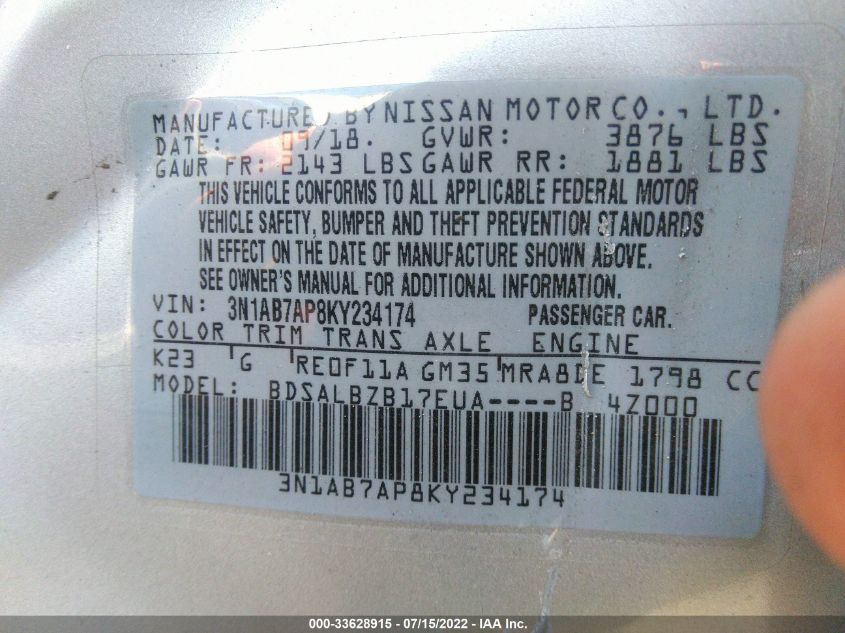 MANUFACTURED BY NISSAN MOTOR CO., LTD.
DATE: 09/18. GVWR: 3876 LBS
GAWR FR: 2143 LBS GAWR RR: 1881 LBS
THIS VEHICLE CONFORMS TO ALL APPLICABLE FEDERAL MOTOR
VEHICLE SAFETY, BUMPER AND THEFT PREVENTION STANDARDS
IN EFFECT ON THE DATE OF MANUFACTURE SHOWN ABOVE.
SEE OWNER'S MANUAL FOR ADDITIONAL INFORMATION.
VIN: 3N1AB7AP8KY234174 PASSENGER CAR.
COLOR TRIM TRANS AXLE ENGINE
K23 G RE0F11A GM35 MRA8DE 1798 CC
MODEL: BDSALBZB17EUA----B 4Z000
3N1AB7AP8KY234174
000-33628915 - 07/15/2022 - IAA Inc.